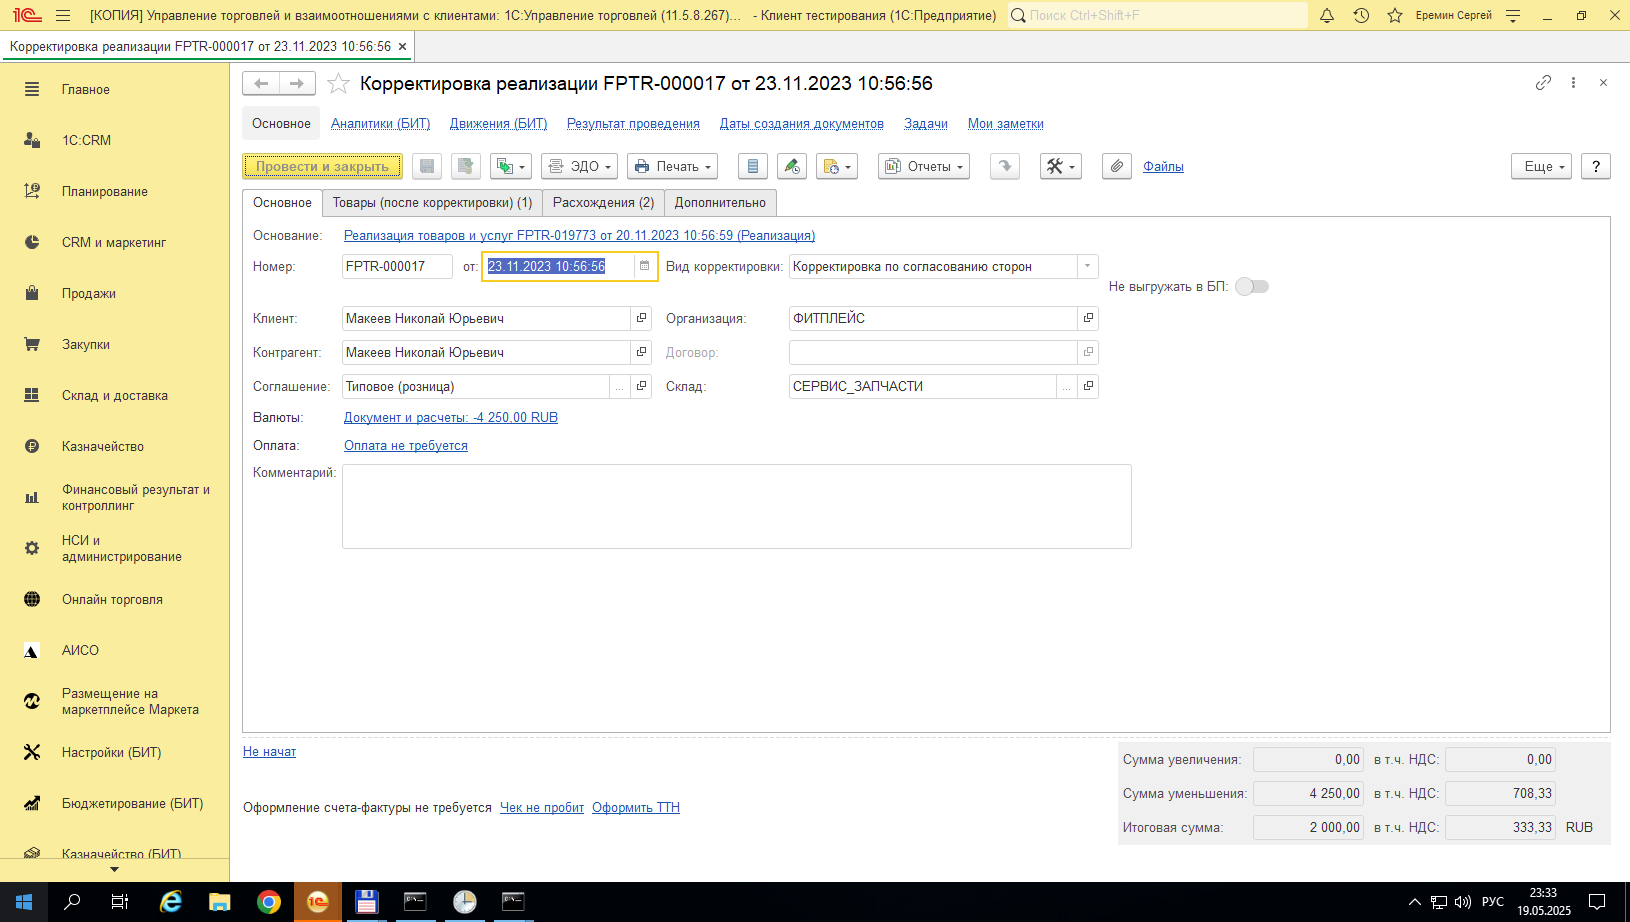 [КОПИЯ] Управление торговлей и взаимоотношениями с клиентами: 1С:Управление торговлей (11.5.8.267)... - Клиент тестирования (1С:Предприятие)
Поиск Ctrl+Shift+F
Еремин Сергей
Корректировка реализации FPTR-000017 от 23.11.2023 10:56:56
Главное
1С:CRM
Планирование
CRM и маркетинг
Продажи
Закупки
Склад и доставка
Казначейство
Финансовый результат и
контроллинг
НСИ и
администрирование
Онлайн торговля
АИСО
Размещение на
маркетплейсе Маркета
Настройки (БИТ)
Бюджетирование (БИТ)
Казначейство (БИТ)
Корректировка реализации FPTR-000017 от 23.11.2023 10:56:56
Основное Аналитики (БИТ) Движения (БИТ) Результат проведения Даты создания документов Задачи Мои заметки
Провести и закрыть ЭДО Печать Отчеты Файлы Еще ?
Основное Товары (после корректировки) (1) Расхождения (2) Дополнительно
Основание: Реализация товаров и услуг FPTR-019773 от 20.11.2023 10:56:59 (Реализация)
Номер: FPTR-000017 от: 23.11.2023 10:56:56 Вид корректировки: Корректировка по согласованию сторон
Не выгружать в БП:
Клиент: Макеев Николай Юрьевич Организация: ФИТПЛЕЙС
Контрагент: Макеев Николай Юрьевич Договор:
Соглашение: Типовое (розница) ... Склад: СЕРВИС_ЗАПЧАСТИ ...
Валюты: Документ и расчеты: -4 250,00 RUB
Оплата: Оплата не требуется
Комментарий:
Не начат
Оформление счета-фактуры не требуется Чек не пробит Оформить ТТН
Сумма увеличения: 0,00 в т.ч. НДС: 0,00
Сумма уменьшения: 4 250,00 в т.ч. НДС: 708,33
Итоговая сумма: 2 000,00 в т.ч. НДС: 333,33 RUB
РУС
23:33
19.05.2025